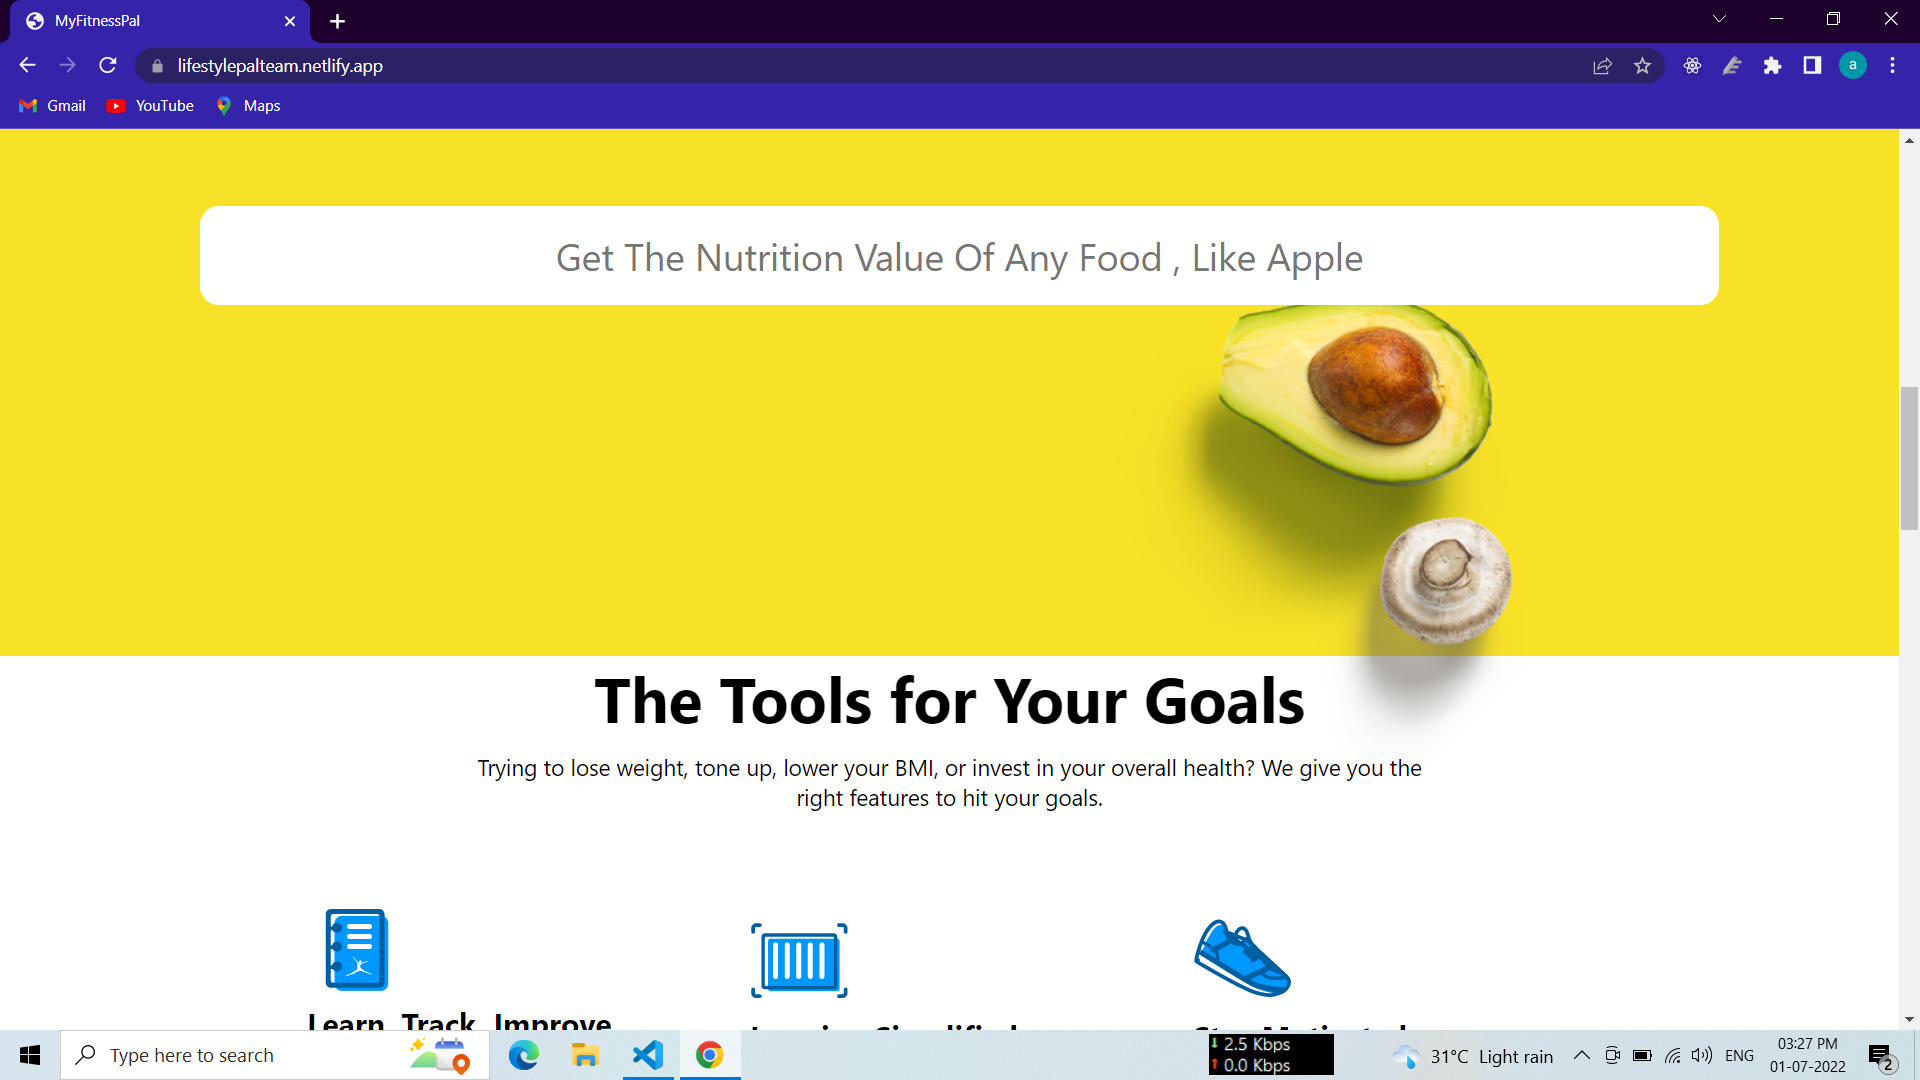 MyFitnessPal
lifestylepalteam.netlify.app
a
Gmail
YouTube
Maps
Get The Nutrition Value Of Any Food , Like Apple
The Tools for Your Goals
Trying to lose weight, tone up, lower your BMI, or invest in your overall health? We give you the
right features to hit your goals.
Learn Track Improve
Type here to search
2.5 Kbps
0.0 Kbps
31°C Light rain
ENG
03:27 PM
01-07-2022
2